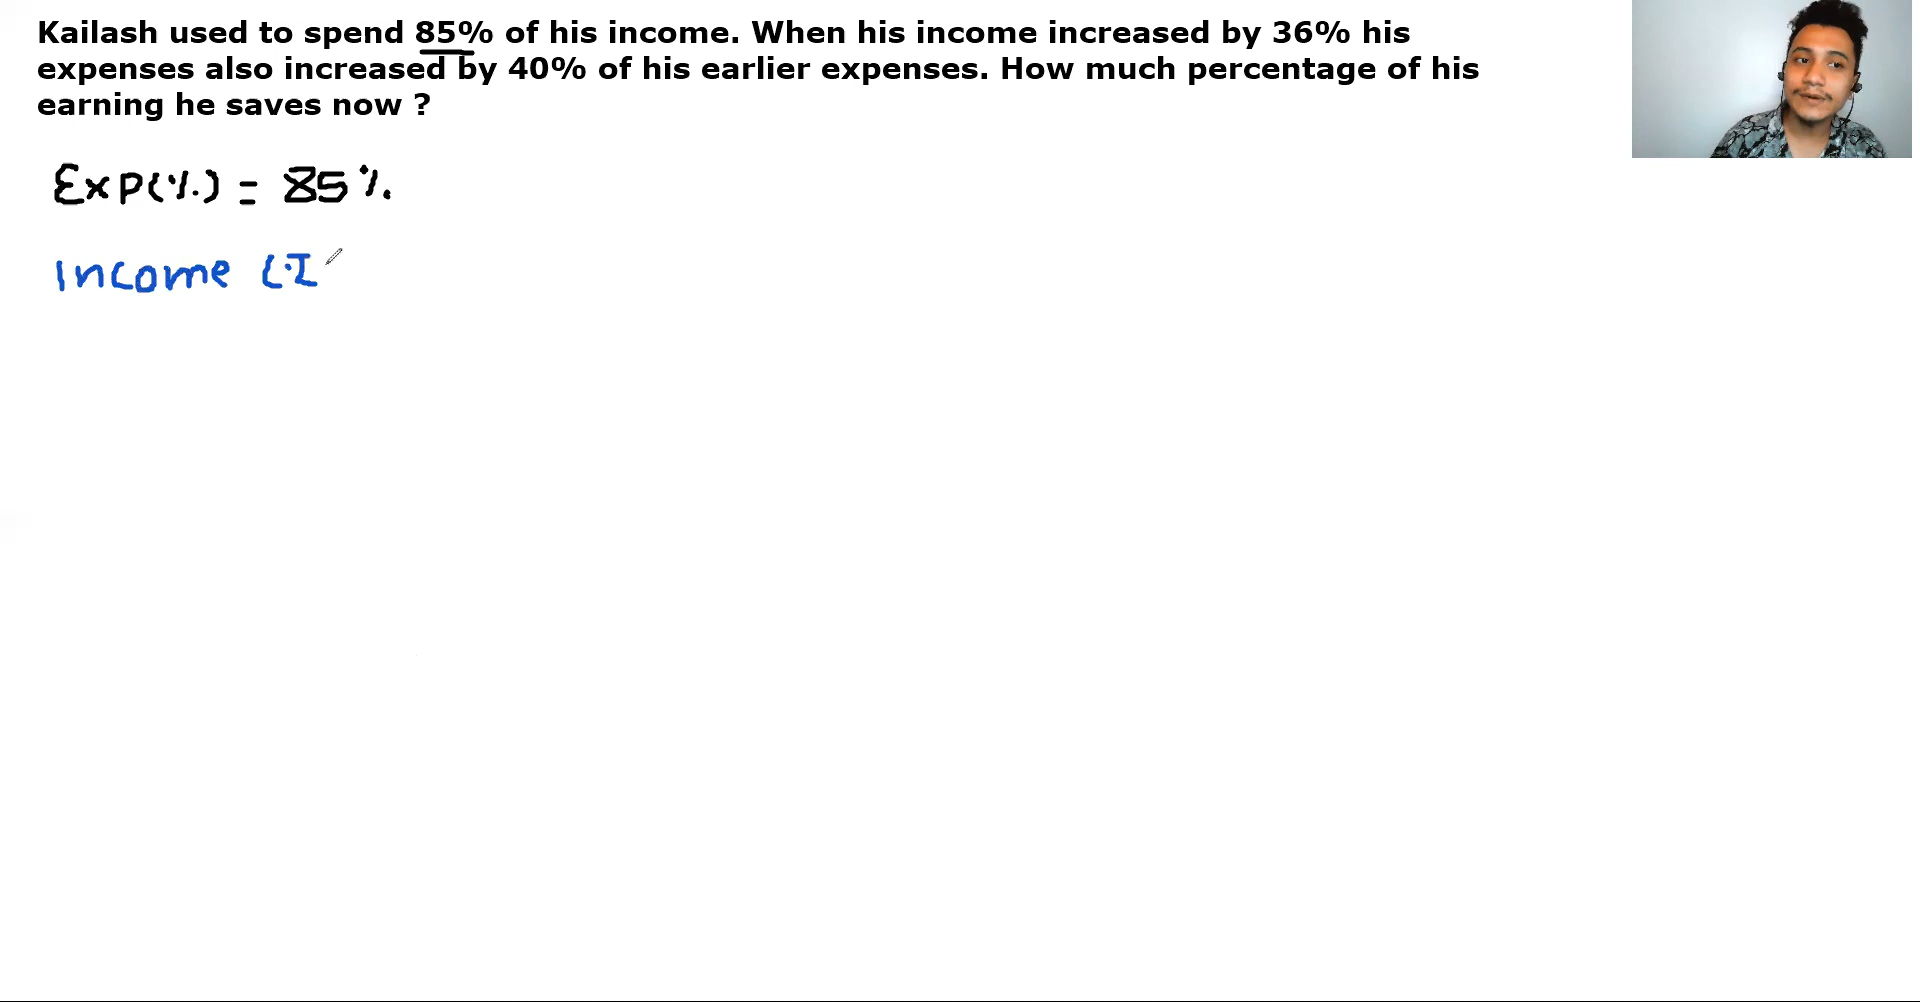 Kailash used to spend 85% of his income. When his income increased by 36% his
expenses also increased by 40% of his earlier expenses. How much percentage of his
earning he saves now ?
Exp(%) = 85%
Income (I